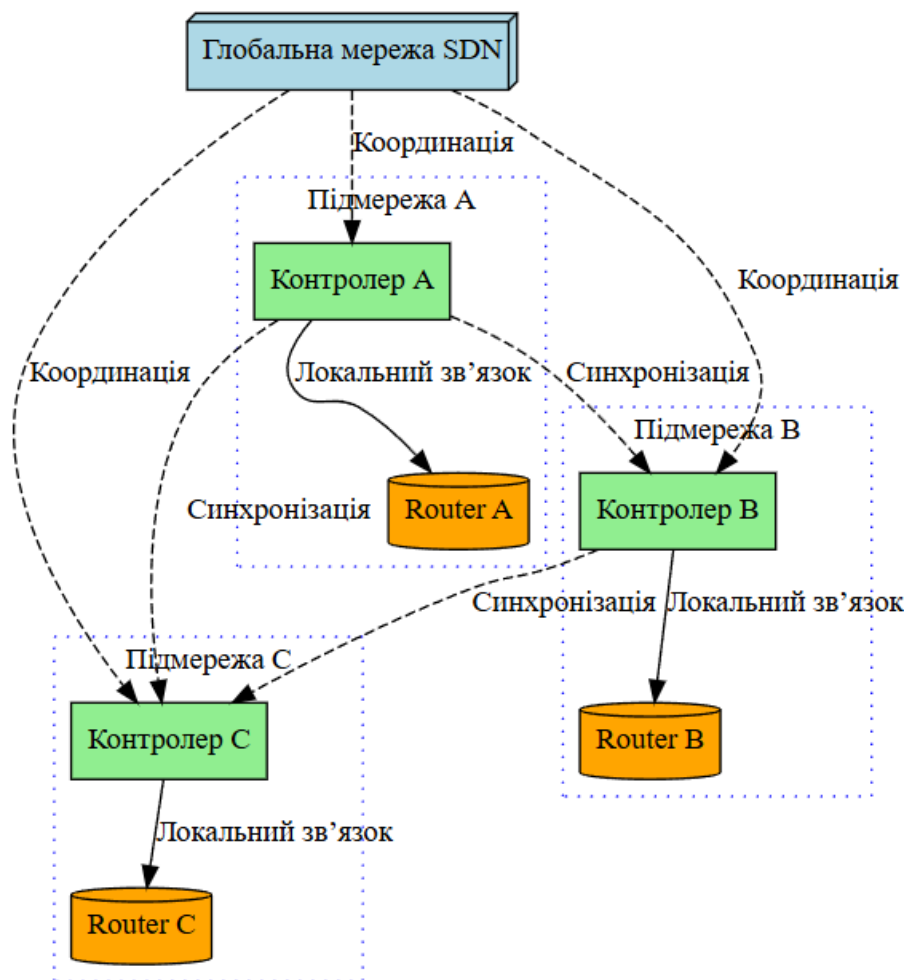 Глобальна мережа SDN
Координація
Підмережа A
Контролер A
Координація
Координація
Локальний зв’язок
Синхронізація
Підмережа B
Синхронізація
Router A
Контролер B
Синхронізація
Локальний зв’язок
Підмережа C
Контролер C
Router B
Локальний зв’язок
Router C